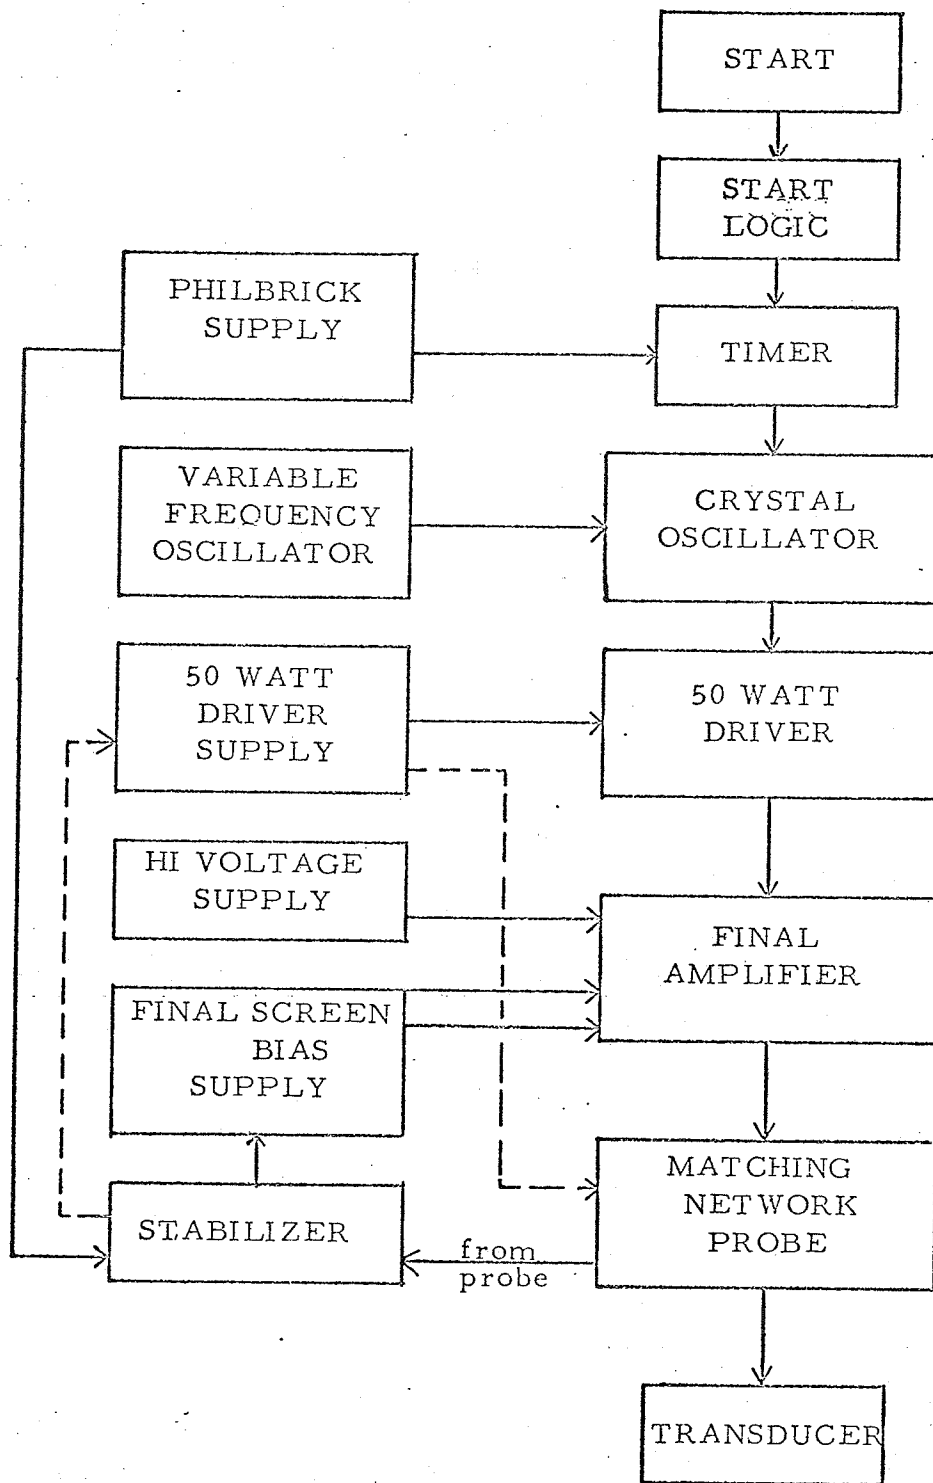 START
START
LOGIC
PHILBRICK
SUPPLY
TIMER
VARIABLE
FREQUENCY
OSCILLATOR
CRYSTAL
OSCILLATOR
50 WATT
DRIVER
SUPPLY
50 WATT
DRIVER
HI VOLTAGE
SUPPLY
FINAL
AMPLIFIER
FINAL SCREEN
BIAS
SUPPLY
MATCHING
NETWORK
PROBE
STABILIZER
from
probe
TRANSDUCER